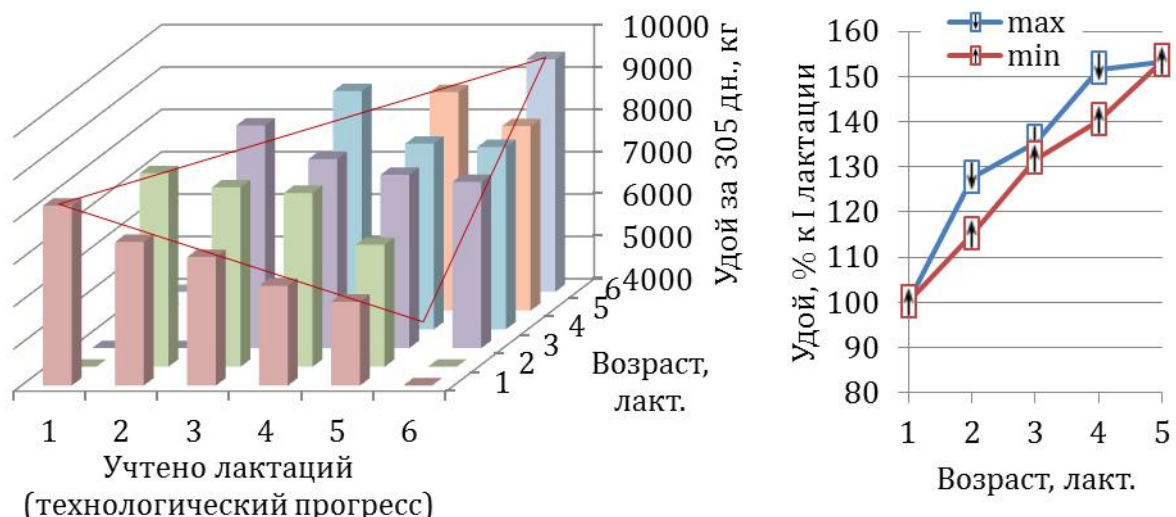 10000
9000
8000
7000
6000
5000
4000
Удой за 305 дн., кг
6
5
4
3
2
1
Возраст,
лакт.
1 2 3 4 5 6
Учтено лактаций
(технологический прогресс)
max
min
160
150
140
130
120
110
100
90
80
Удой, % к I лактации
1 2 3 4 5
Возраст, лакт.